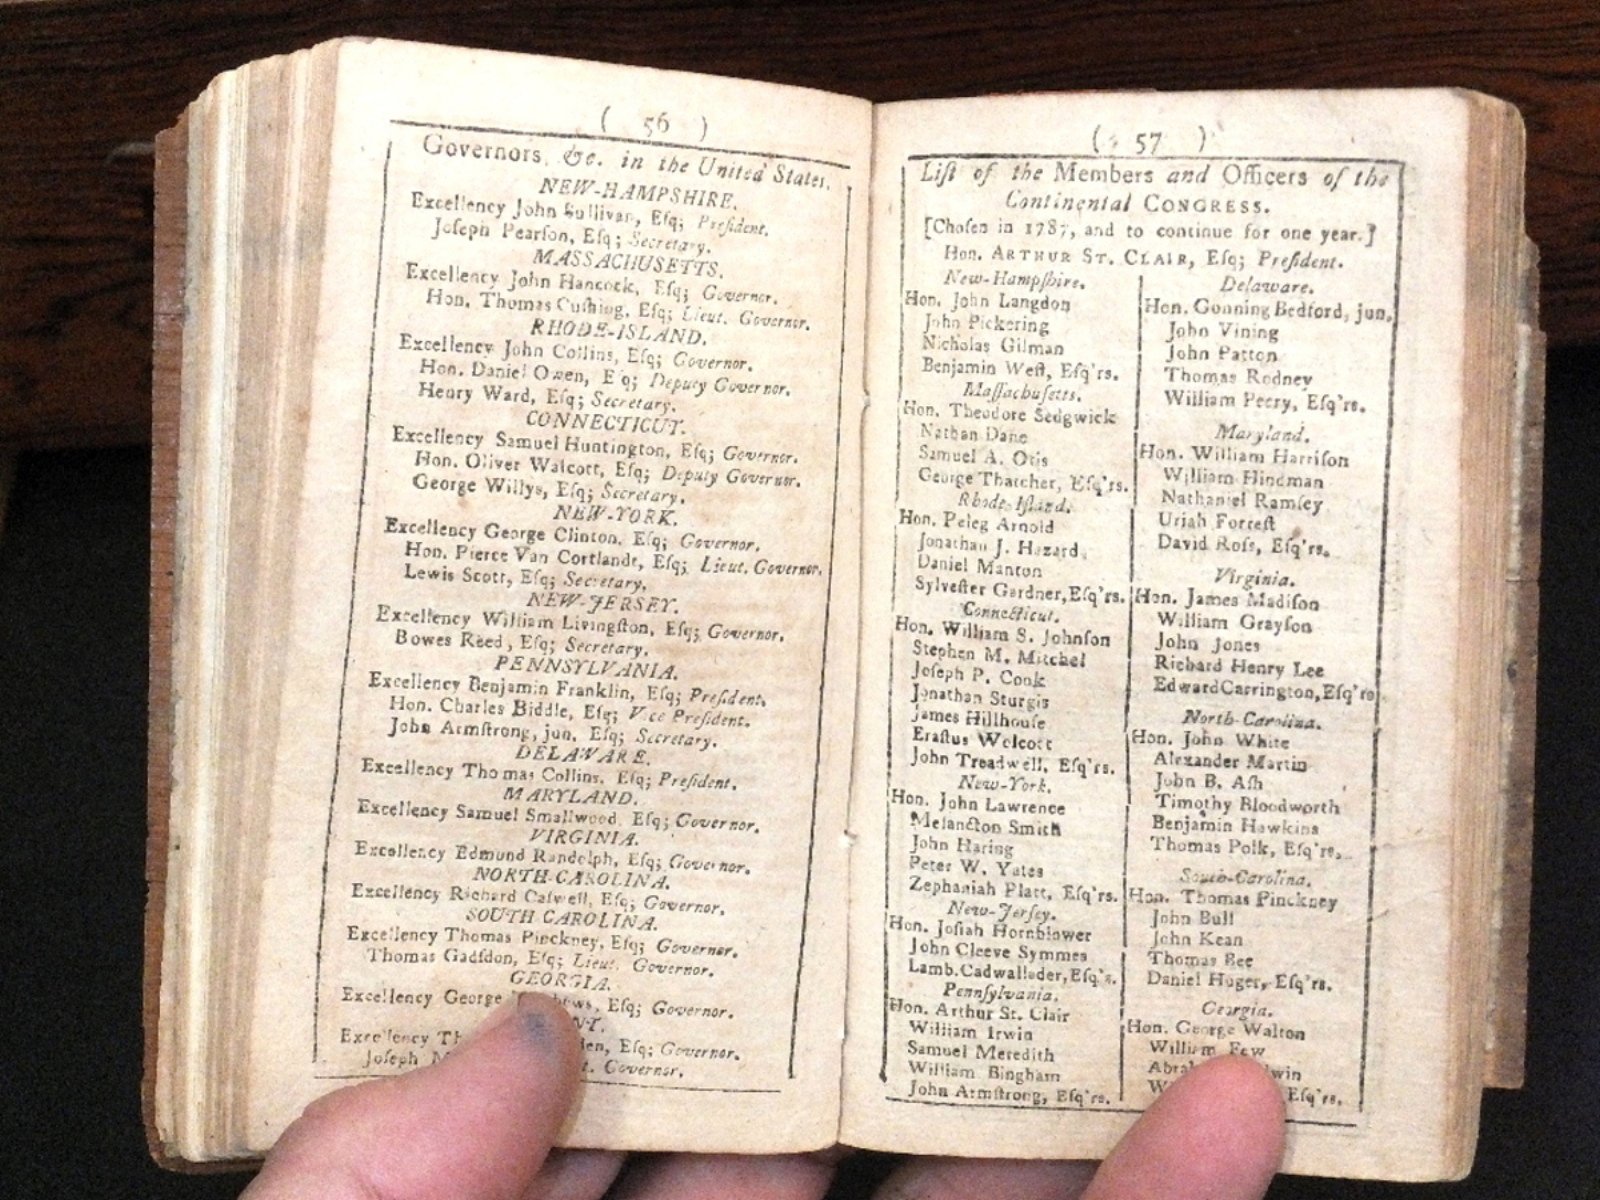 ( 56 )
Governors, &c. in the United States.
NEW-HAMPSHIRE.
Excellency John Sullivan, Eſq; Preſident.
Joſeph Pearſon, Eſq; Secretary.
MASSACHUSETTS.
Excellency John Hancock, Eſq; Governor.
Hon. Thomas Cuſhing, Eſq; Lieut. Governor.
RHODE-ISLAND.
Excellency John Collins, Eſq; Governor.
Hon. Daniel Owen, Eſq; Deputy Governor.
Henry Ward, Eſq; Secretary.
CONNECTICUT.
Excellency Samuel Huntington, Eſq; Governor.
Hon. Oliver Walcott, Eſq; Deputy Governor.
George Willys, Eſq; Secretary.
NEW-YORK.
Excellency George Clinton, Eſq; Governor.
Hon. Pierce Van Cortlandt, Eſq; Lieut. Governor.
Lewis Scott, Eſq; Secretary.
NEW-JERSEY.
Excellency William Livingſton, Eſq; Governor.
Bowes Reed, Eſq; Secretary.
PENNSYLVANIA.
Excellency Benjamin Franklin, Eſq; Preſident.
Hon. Charles Biddle, Eſq; Vice Preſident.
John Armſtrong, jun. Eſq; Secretary.
DELAWARE.
Excellency Thomas Collins, Eſq; Preſident.
MARYLAND.
Excellency Samuel Smallwood, Eſq; Governor.
VIRGINIA.
Excellency Edmund Randolph, Eſq; Governor.
NORTH-CAROLINA.
Excellency Richard Caſwell, Eſq; Governor.
SOUTH-CAROLINA.
Excellency Thomas Pinckney, Eſq; Governor.
Thomas Gadſdon, Eſq; Lieut. Governor.
GEORGIA.
Excellency George Eſq; Governor.
Excellency Eſq; Governor.
Joſeph Governor.
( 57 )
Liſt of the Members and Officers of the
Continental CONGRESS.
[Choſen in 1787, and to continue for one year.]
Hon. ARTHUR ST. CLAIR, Eſq; Preſident.
New-Hampſhire.
Hon. John Langdon
John Pickering
Nicholas Gilman
Benjamin Weſt, Eſq'rs.
Maſſachuſetts.
Hon. Theodore Sedgwick
Nathan Dane
Samuel A. Otis
George Thatcher, Eſq'rs.
Rhode-Iſland.
Hon. Peleg Arnold
Jonathan J. Hazard
Daniel Manton
Sylveſter Gardner, Eſq'rs.
Connecticut.
Hon. William S. Johnſon
Stephen M. Mitchel
Joſeph P. Cook
Jonathan Sturgis
James Hillhouſe
Eraſtus Wolcott
John Treadwell, Eſq'rs.
New-York.
Hon. John Lawrence
Melancton Smith
John Haring
Peter W. Yates
Zephaniah Platt, Eſq'rs.
New-Jerſey.
Hon. Joſiah Hornblower
John Cleeve Symmes
Lamb. Cadwallader, Eſq's.
Pennſylvania.
Hon. Arthur St. Clair
William Irwin
Samuel Meredith
William Bingham
John Armſtrong, Eſq'rs.
Delaware.
Hon. Gonning Bedford, jun.
John Vining
John Patton
Thomas Rodney
William Peery, Eſq'rs.
Maryland.
Hon. William Harriſon
William Hindman
Nathaniel Ramſey
Uriah Forreſt
David Roſs, Eſq'rs.
Virginia.
Hon. James Madiſon
William Grayſon
John Jones
Richard Henry Lee
Edward Carrington, Eſq'rs
North-Carolina.
Hon. John White
Alexander Martin
John B. Aſh
Timothy Bloodworth
Benjamin Hawkins
Thomas Polk, Eſq'rs.
South-Carolina.
Hon. Thomas Pinckney
John Bull
John Kean
Thomas Bee
Daniel Huger, Eſq'rs.
Georgia.
Hon. George Walton
William Few
Eſq'rs.